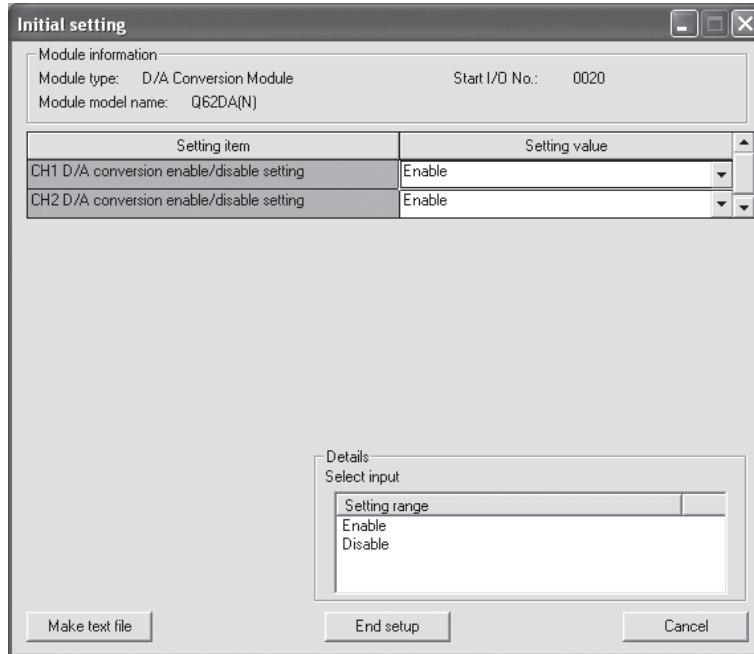 Initial setting
Module information
Module type: D/A Conversion Module Start I/O No.: 0020
Module model name: Q62DA(N)
Setting item Setting value
CH1 D/A conversion enable/disable setting Enable
CH2 D/A conversion enable/disable setting Enable
Details
Select input
Setting range
Enable
Disable
Make text file End setup Cancel